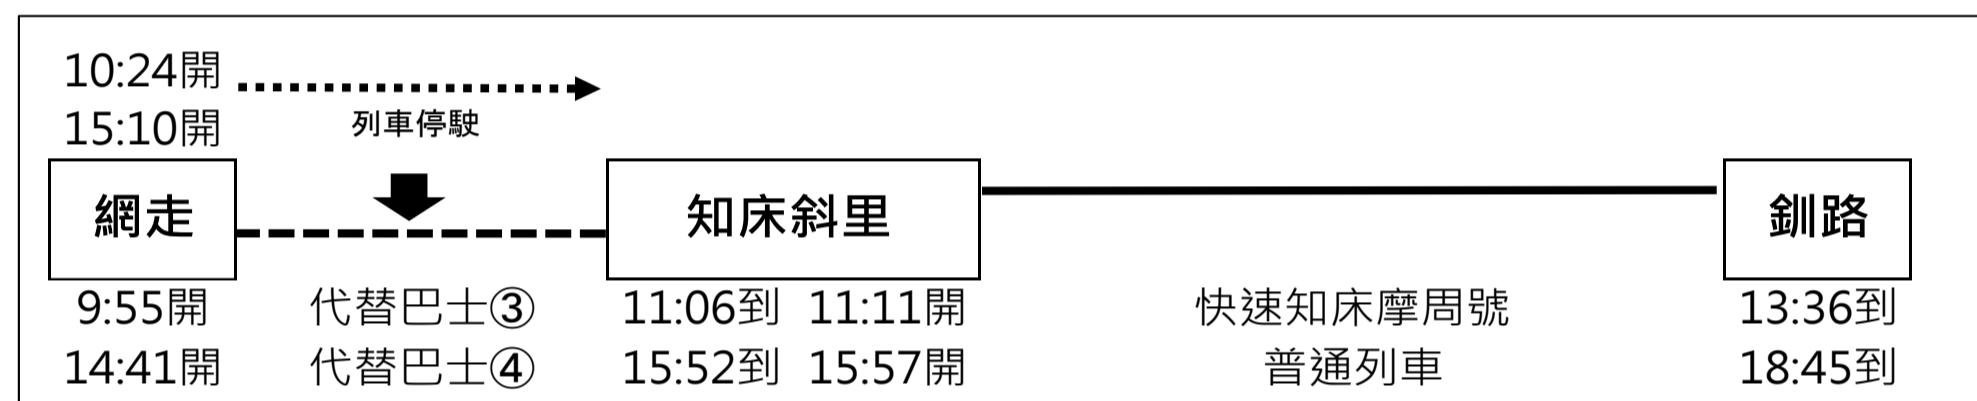 10:24開
15:10開
列車停駛
網走 知床斜里 釧路
9:55開 代替巴士③ 11:06到 11:11開 快速知床摩周號 13:36到
14:41開 代替巴士④ 15:52到 15:57開 普通列車 18:45到